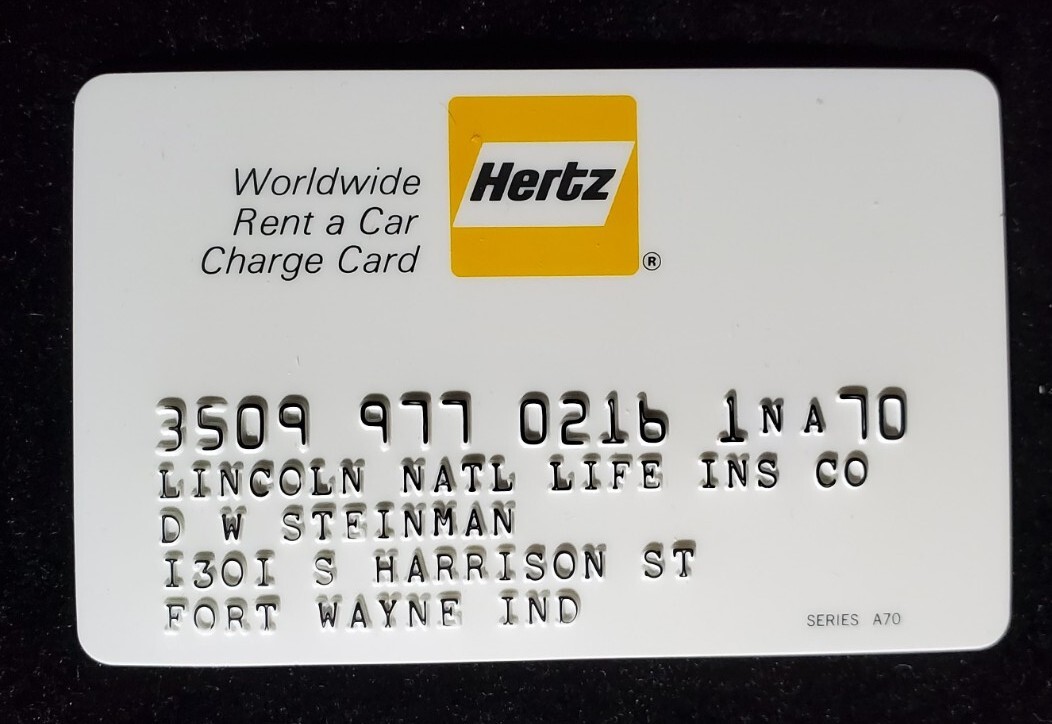 Worldwide
Rent a Car
Charge Card
Hertz
®
3509 977 0216 1NA70
LINCOLN NATL LIFE INS CO
D W STEINMAN
1301 S HARRISON ST
FORT WAYNE IND
SERIES A70